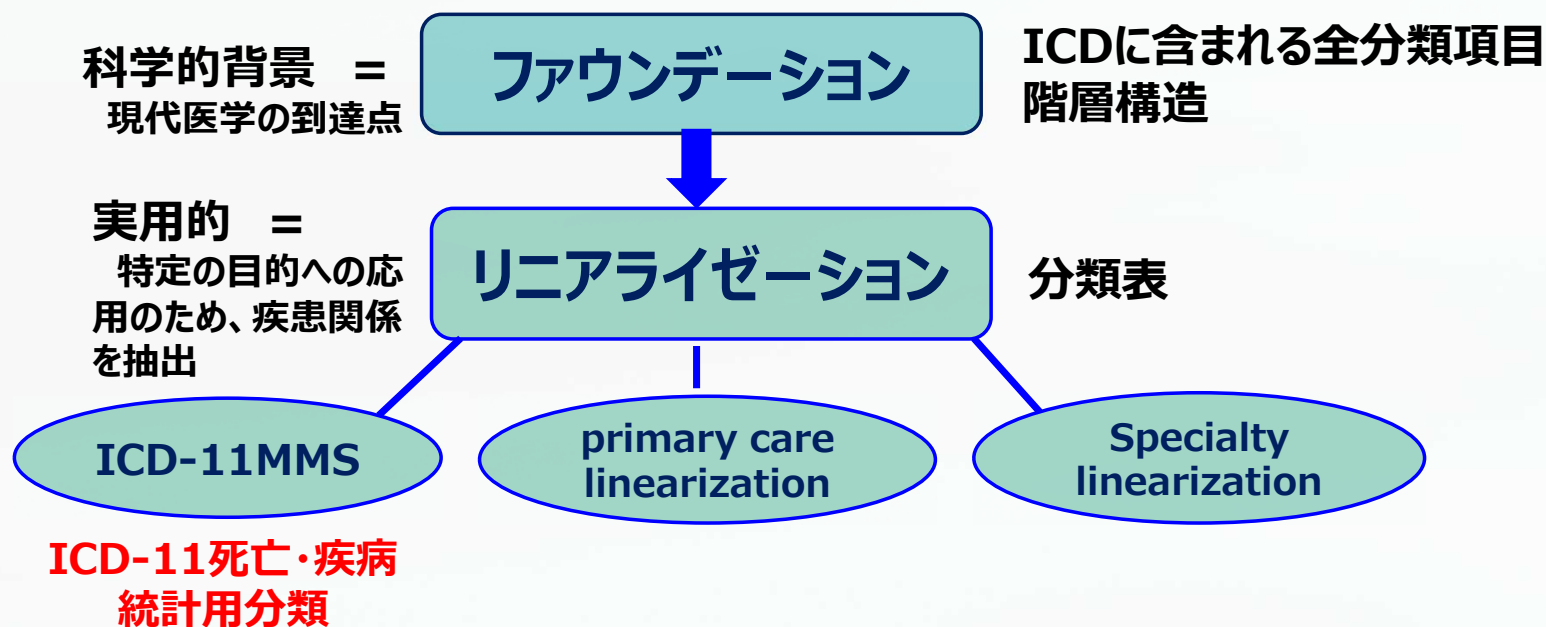 科学的背景 =
現代医学の到達点
ファウンデーション
ICDに含まれる全分類項目
階層構造
実用的 =
特定の目的への応
用のため、疾患関係
を抽出
リニアライゼーション
分類表
ICD-11MMS
primary care
linearization
Specialty
linearization
ICD-11死亡・疾病
統計用分類